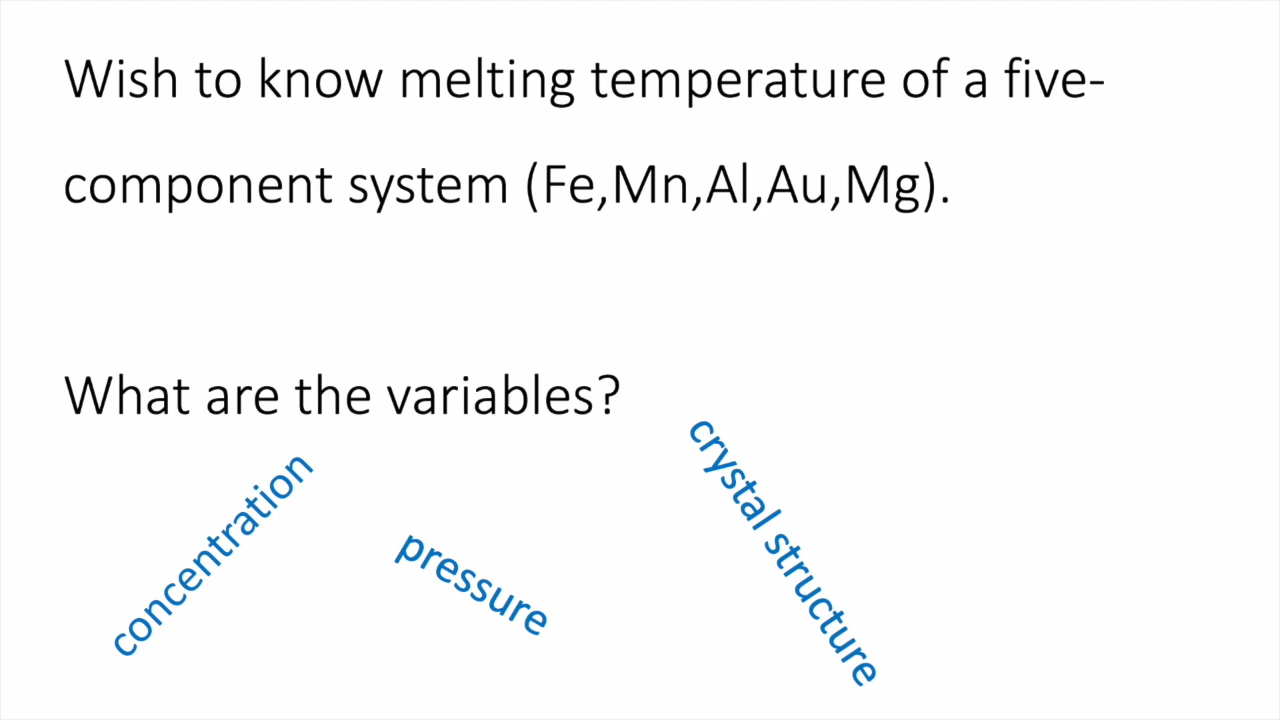 Wish to know melting temperature of a five-
component system (Fe,Mn,Al,Au,Mg).
What are the variables?
concentration
pressure
crystal structure